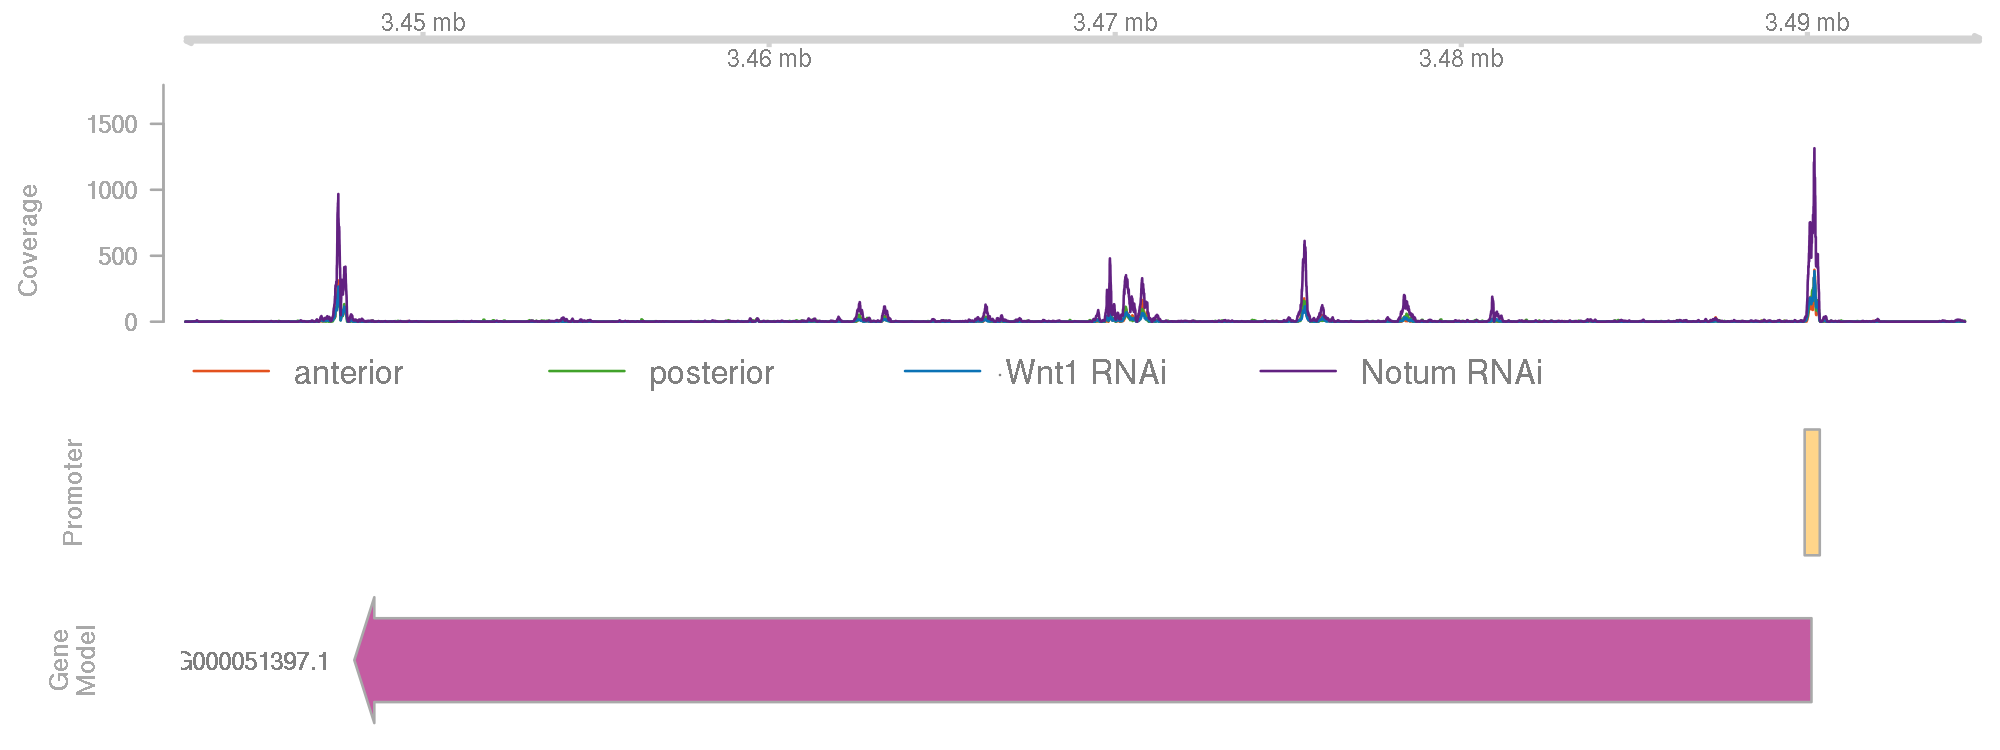 3.45 mb 3.47 mb 3.49 mb
3.46 mb 3.48 mb
Coverage
1500
1000
500
0
anterior posterior Wnt1 RNAi Notum RNAi
Promoter
Gene
Model
G000051397.1